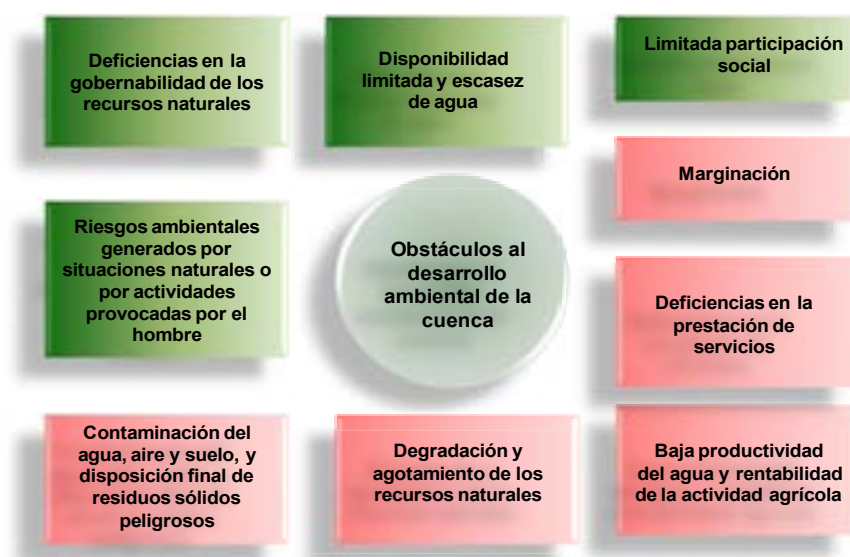 Deficiencias en la
gobernabilidad de los
recursos naturales
Disponibilidad
limitada y escasez
de agua
Limitada participación
social
Marginación
Riesgos ambientales
generados por
situaciones naturales o
por actividades
provocadas por el
hombre
Obstáculos al
desarrollo
ambiental de la
cuenca
Deficiencias en la
prestación de
servicios
Contaminación del
agua, aire y suelo, y
disposición final de
residuos sólidos
peligrosos
Degradación y
agotamiento de los
recursos naturales
Baja productividad
del agua y rentabilidad
de la actividad agrícola